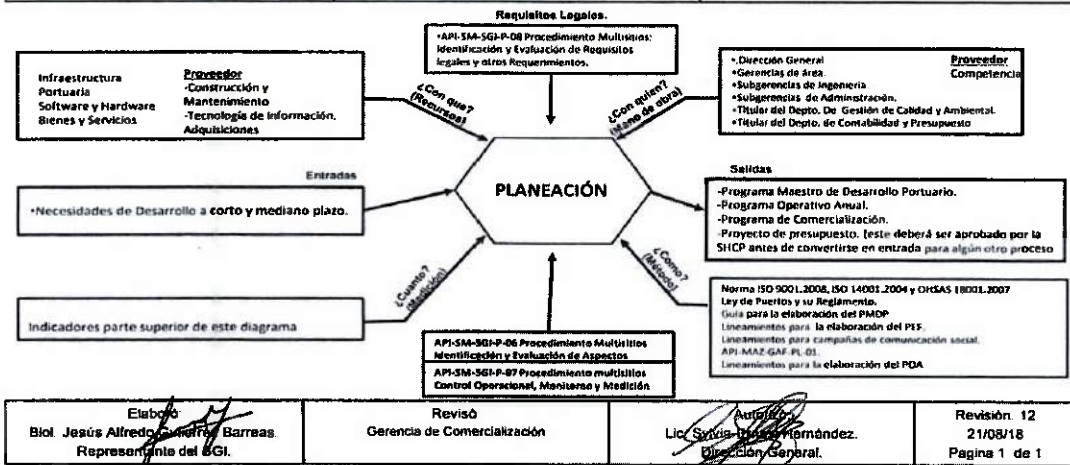 Requisitos Legales.
•API-SM-SGI-P-08 Procedimiento Multisitios:
Identificación y Evaluación de Requisitos
legales y otros Requerimientos.
Infraestructura
Portuaria
Software y Hardware
Bienes y Servicios
Proveedor
-Construcción y
Mantenimiento
-Tecnología de Información.
Adquisiciones
¿Con que?
(Recursos)
¿Con quien?
(Mano de obra)
•.Dirección General
•Gerencias de área.
•Subgerencias de Ingeniería
•Subgerencias de Administración.
•Titular del Depto. De Gestión de Calidad y Ambiental.
•Titular del Depto. de Contabilidad y Presupuesto
Proveedor
Competencia
Entradas
•Necesidades de Desarrollo a corto y mediano plazo.
PLANEACIÓN
Salidas
-Programa Maestro de Desarrollo Portuario.
-Programa Operativo Anual.
-Programa de Comercialización.
-Proyecto de presupuesto. (este deberá ser aprobado por la
SHCP antes de convertirse en entrada para algún otro proceso
¿Cuanto?
(Medición)
¿Como?
(Método)
Indicadores parte superior de este diagrama
API-SM-SGI-P-06 Procedimiento Multisitios
Identificación y Evaluación de Aspectos
API-SM-SGI-P-07 Procedimiento multisitios
Control Operacional, Monitoreo y Medición
Norma ISO 9001.2008, ISO 14001.2004 y OHSAS 18001.2007
Ley de Puertos y su Reglamento.
Guía para la elaboración del PMDP
Lineamientos para la elaboración del PEF.
Lineamientos para campañas de comunicación social.
API-MAZ-GAF-PL-01.
Lineamientos para la elaboración del POA
Elaboró
Biol. Jesús Alfredo Gutiérrez Barreas.
Representante del SGI.
Revisó
Gerencia de Comercialización
Autorizó
Lic. Sylvia Hernández.
Dirección General.
Revisión. 12
21/08/18
Pagina 1 de 1